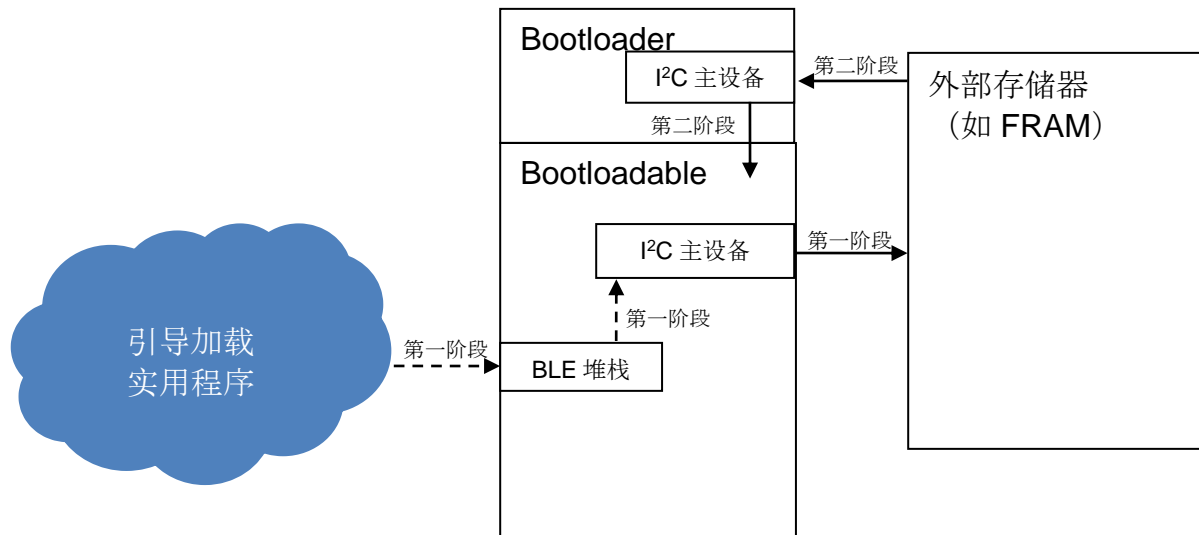 Bootloader
I²C 主设备
第二阶段
第二阶段
外部存储器
（如 FRAM）
Bootloadable
I²C 主设备
第一阶段
第一阶段
引导加载
实用程序
第一阶段
BLE 堆栈